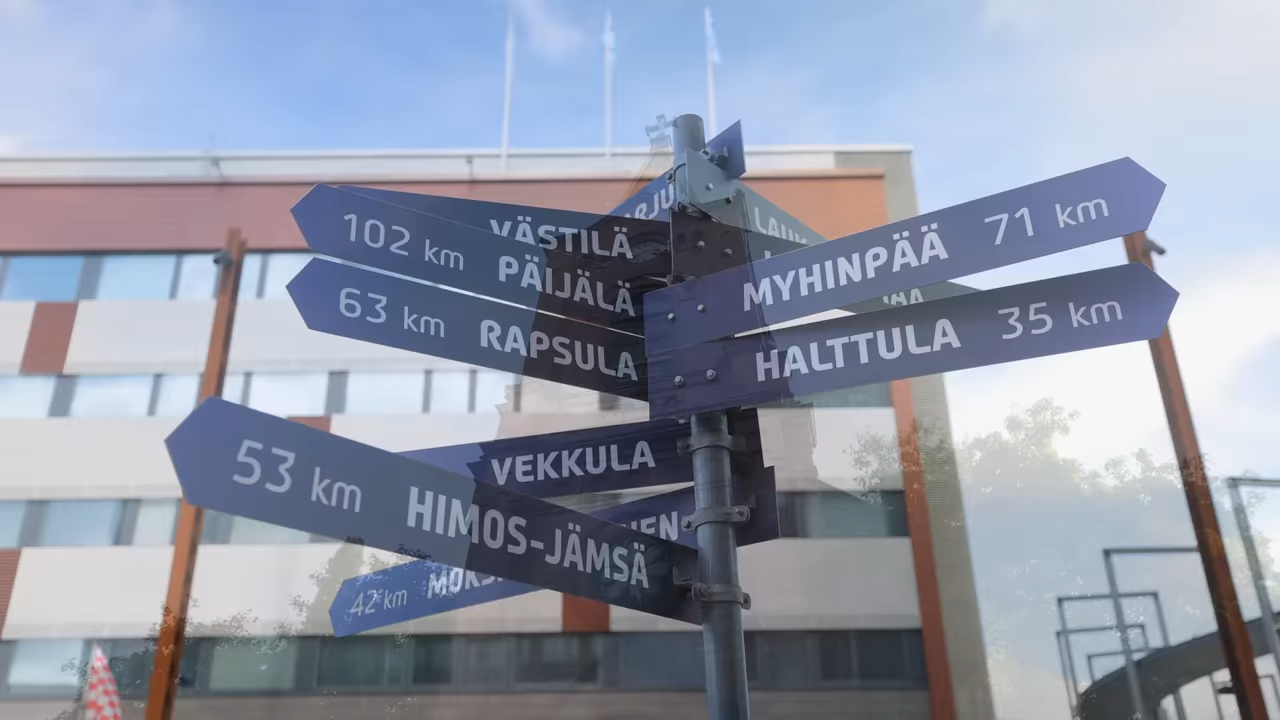 VÄSTILÄ
102 km PÄIJÄLÄ
63 km RAPSULA
MYHINPÄÄ 71 km
HALTTULA 35 km
VEKKULA
53 km HIMOS-JÄMSÄ
42 km